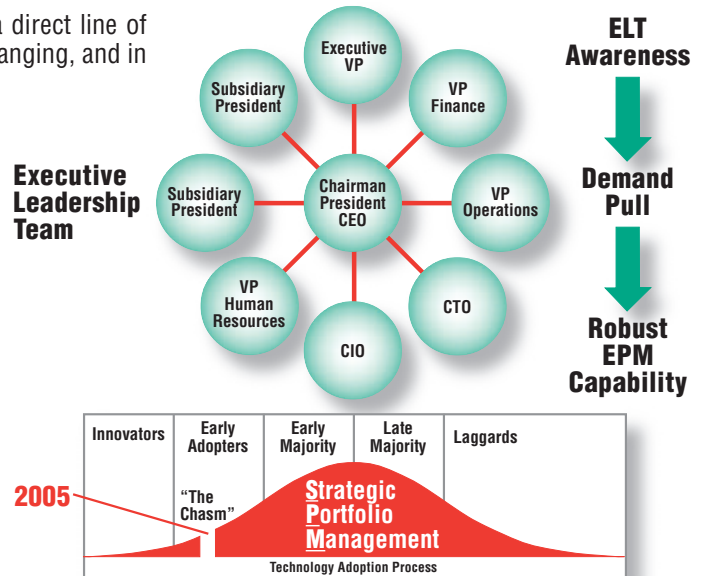 a direct line of
anging, and in
Executive
VP
Subsidiary
President
VP
Finance
Executive
Leadership
Team
Subsidiary
President
Chairman
President
CEO
VP
Operations
VP
Human
Resources
CTO
CIO
ELT
Awareness
Demand
Pull
Robust
EPM
Capability
Innovators
Early
Adopters
Early
Majority
Late
Majority
Laggards
2005
“The
Chasm”
Strategic
Portfolio
Management
Technology Adoption Process